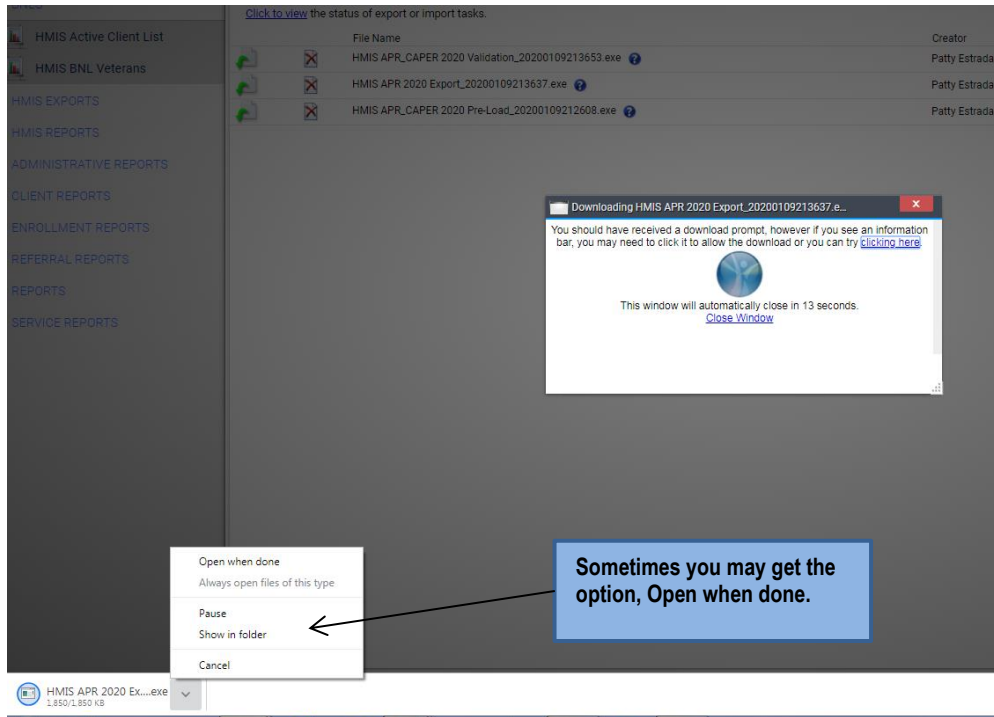 Click to view the status of export or import tasks.
HMIS Active Client List
File Name
Creator
HMIS APR_CAPER 2020 Validation_20200109213653.exe
Patty Estrada
HMIS BNL Veterans
HMIS APR 2020 Export_20200109213637.exe
Patty Estrada
HMIS EXPORTS
HMIS APR_CAPER 2020 Pre-Load_20200109212608.exe
Patty Estrada
HMIS REPORTS
ADMINISTRATIVE REPORTS
CLIENT REPORTS
ENROLLMENT REPORTS
REFERRAL REPORTS
REPORTS
SERVICE REPORTS
Downloading HMIS APR 2020 Export_20200109213637.e...
You should have received a download prompt, however if you see an information
bar, you may need to click it to allow the download or you can try clicking here.
This window will automatically close in 13 seconds.
Close Window
Open when done
Always open files of this type
Pause
Show in folder
Cancel
Sometimes you may get the
option, Open when done.
HMIS APR 2020 Ex....exe
1,850/1,850 KB